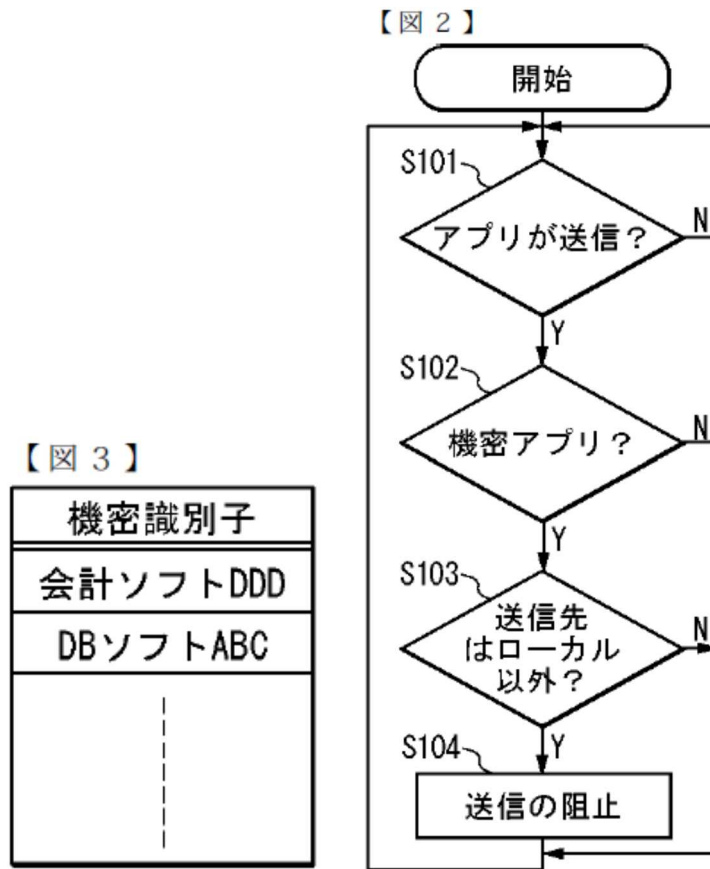 【図２】
開始
S101
アプリが送信？
N
Y
S102
機密アプリ？
N
Y
S103
送信先
はローカル
以外？
N
Y
S104
送信の阻止
【図３】
機密識別子
会計ソフトDDD
DBソフトABC